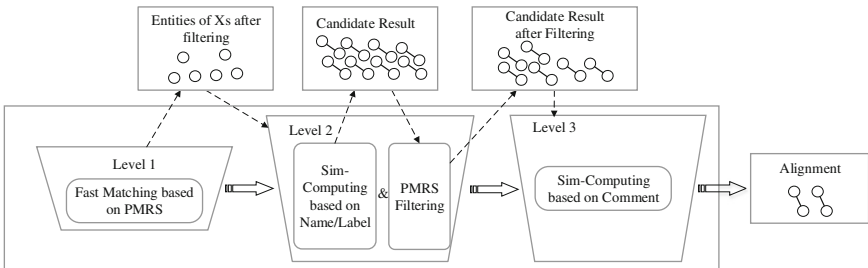 Entities of Xs after
filtering
Candidate Result
Candidate Result
after Filtering
Level 1
Fast Matching based
on PMRS
Level 2
Sim-
Computing
based on
Name/Label
&
PMRS
Filtering
Level 3
Sim-Computing
based on Comment
Alignment